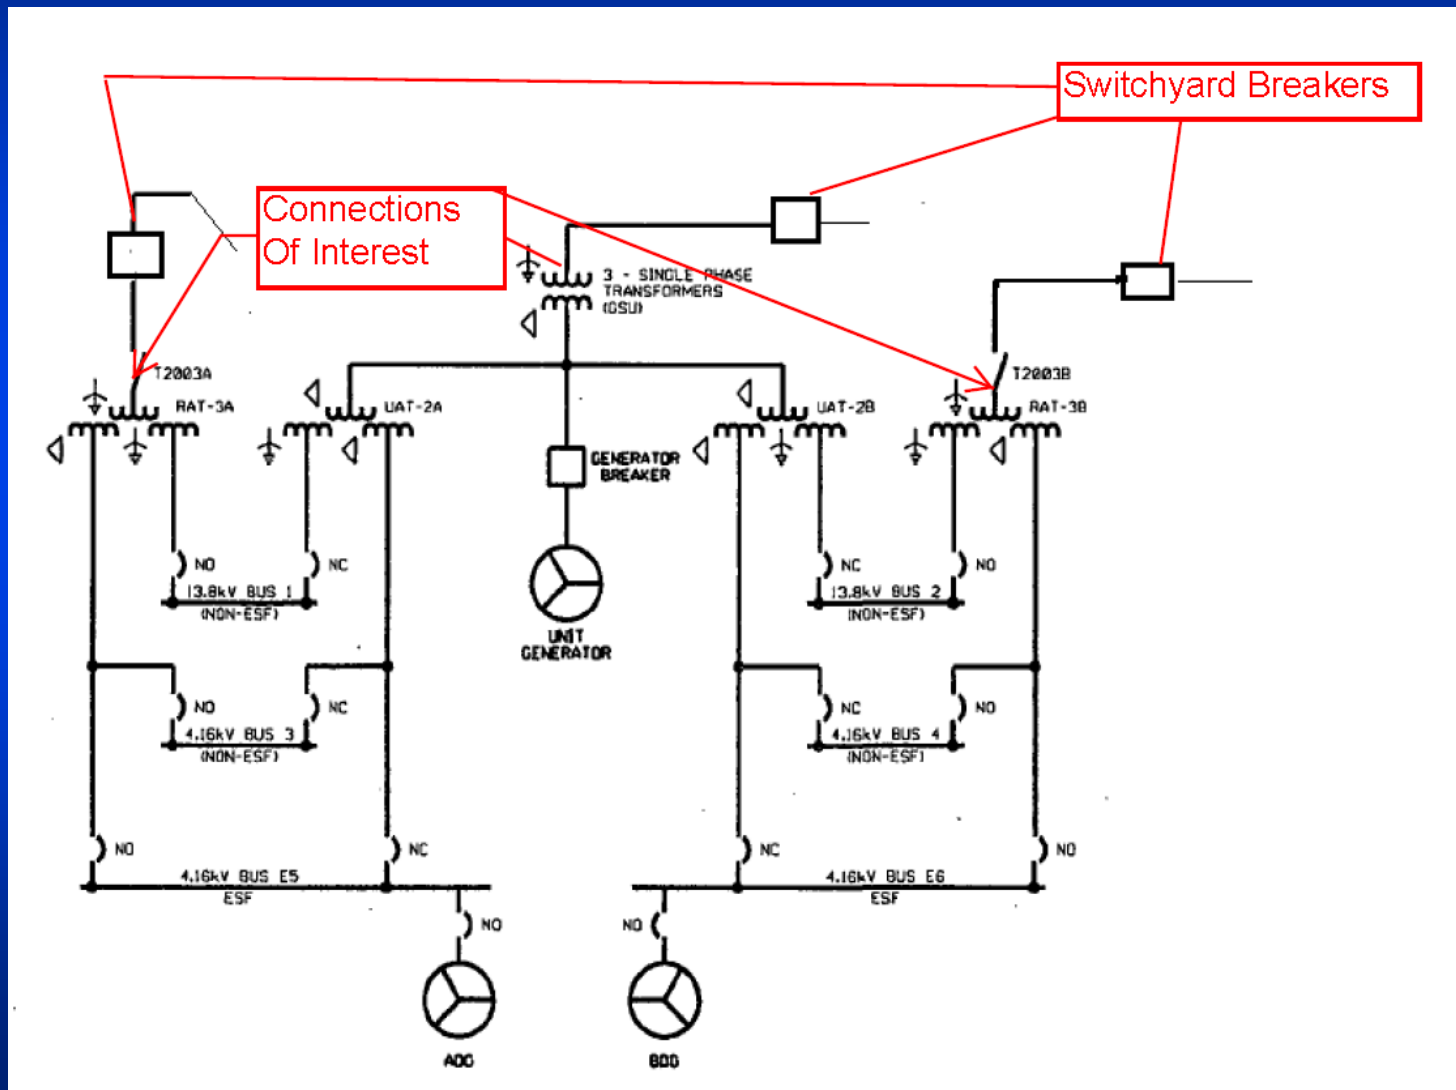 Switchyard Breakers
Connections
Of Interest
3 - SINGLE PHASE
TRANSFORMERS
(GSU)
T2003A
RAT-3A
UAT-2A
UAT-2B
T2003B
RAT-3B
GENERATOR
BREAKER
NO
NC
NC
NO
13.8kV BUS 1
(NON-ESF)
13.8kV BUS 2
(NON-ESF)
UNIT
GENERATOR
NO
NC
NC
NO
4.16kV BUS 3
(NON-ESF)
4.16kV BUS 4
(NON-ESF)
NO
NC
NC
NO
4.16kV BUS E5
ESF
4.16kV BUS E6
ESF
NO
NO
ADG
BDG